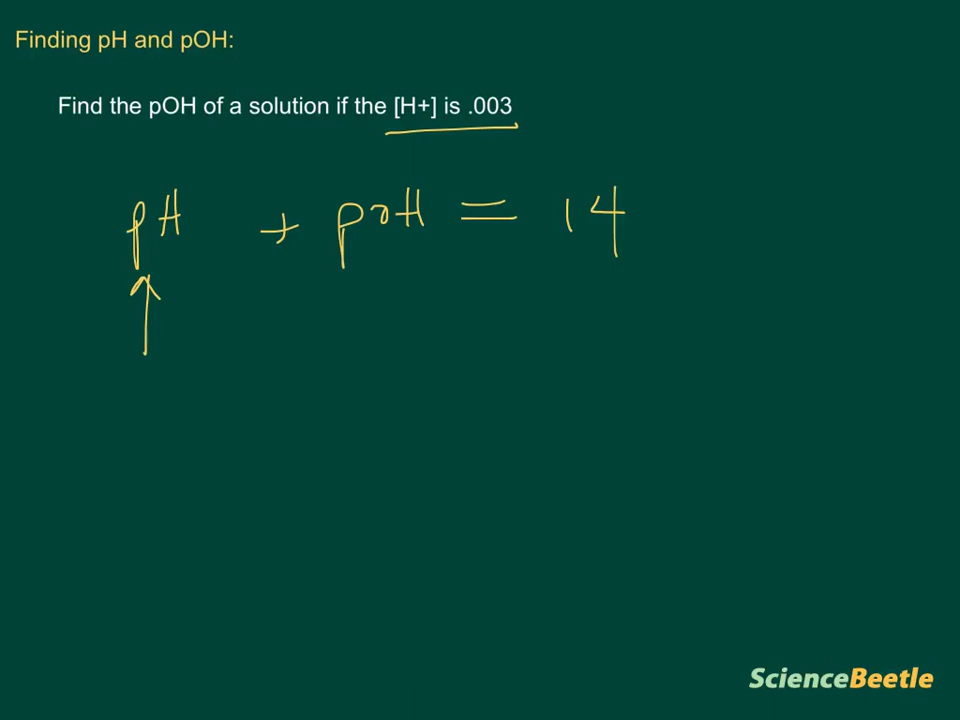 Finding pH and pOH:
Find the pOH of a solution if the [H+] is .003
pH + pOH = 14
ScienceBeetle